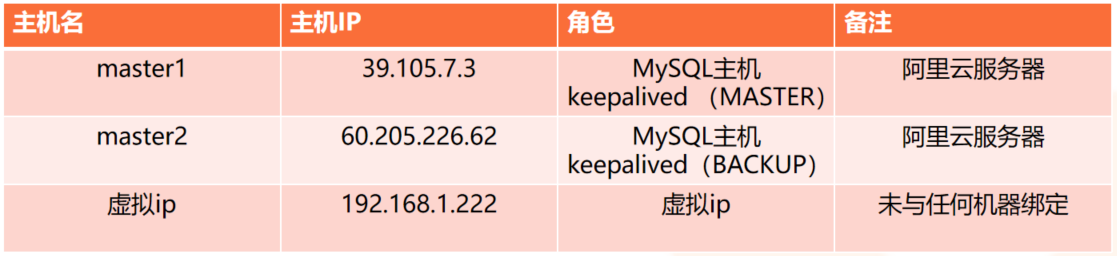 主机名 主机IP 角色 备注
master1 39.105.7.3 MySQL主机 阿里云服务器
keepalived （MASTER）
master2 60.205.226.62 MySQL主机 阿里云服务器
keepalived（BACKUP）
虚拟ip 192.168.1.222 虚拟ip 未与任何机器绑定